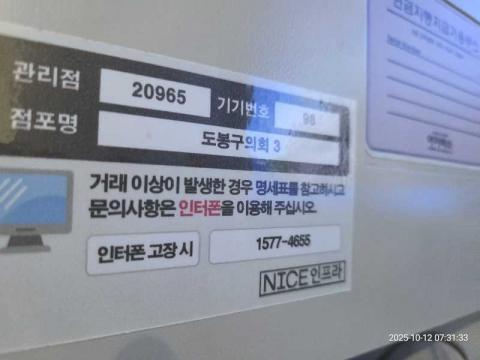 관리점 20965 기기번호 98
점포명 도봉구의회 3
거래 이상이 발생한 경우 명세표를 참고하시고
문의사항은 인터폰을 이용해 주십시오.
인터폰 고장 시 1577-4655
NICE인프라
2025-10-12 07:31:33